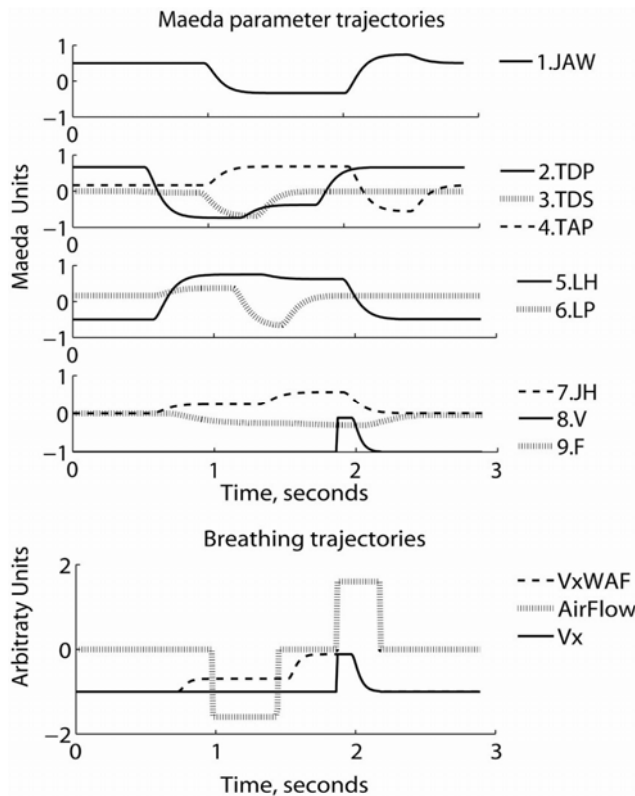 Maeda parameter trajectories
1
0
−1
0
1.JAW
1
0
−1
0
2.TDP
3.TDS
4.TAP
Maeda Units
1
0
−1
0
5.LH
6.LP
1
0
−1
0 1 2 3
7.JH
8.V
9.F
Time, seconds
Breathing trajectories
2
0
−2
0 1 2 3
Arbitraty Units
VxWAF
AirFlow
Vx
Time, seconds